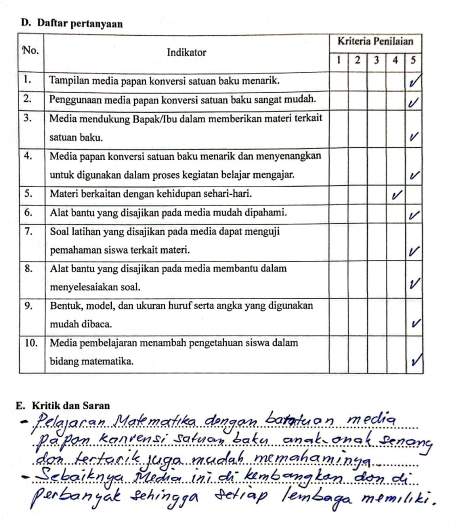 D. Daftar pertanyaan
No. Indikator Kriteria Penilaian
1 2 3 4 5
1. Tampilan media papan konversi satuan baku menarik. ✓
2. Penggunaan media papan konversi satuan baku sangat mudah. ✓
3. Media mendukung Bapak/Ibu dalam memberikan materi terkait
satuan baku. ✓
4. Media papan konversi satuan baku menarik dan menyenangkan
untuk digunakan dalam proses kegiatan belajar mengajar. ✓
5. Materi berkaitan dengan kehidupan sehari-hari. ✓
6. Alat bantu yang disajikan pada media mudah dipahami. ✓
7. Soal latihan yang disajikan pada media dapat menguji
pemahaman siswa terkait materi. ✓
8. Alat bantu yang disajikan pada media membantu dalam
menyelesaiakan soal. ✓
9. Bentuk, model, dan ukuran huruf serta angka yang digunakan
mudah dibaca. ✓
10. Media pembelajaran menambah pengetahuan siswa dalam
bidang matematika. ✓
E. Kritik dan Saran
- Pelajaran Matematika dengan bantuan media
papan konvensi satuan baku anak-anak senang
dan tertarik juga mudah memahaminya
- Sebaiknya Media ini di kembangkan dan di
perbanyak sehingga setiap lembaga memiliki.